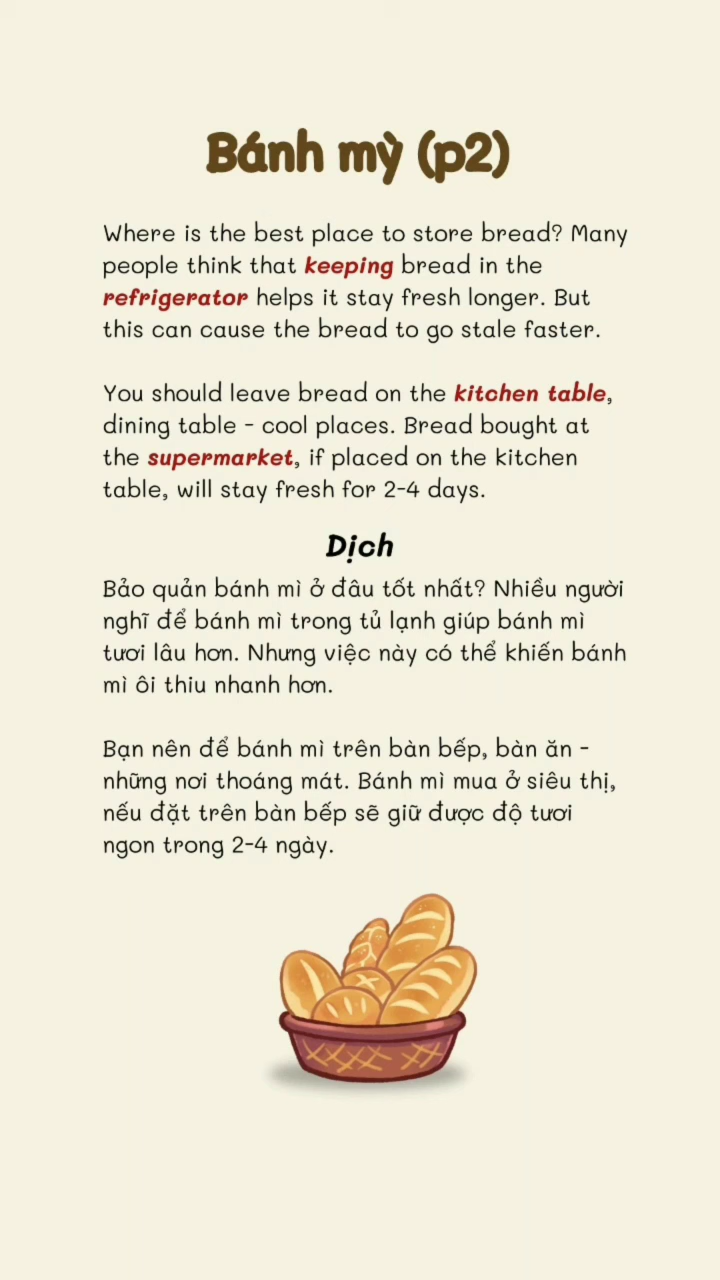 Bánh mỳ (p2)
Where is the best place to store bread? Many
people think that keeping bread in the
refrigerator helps it stay fresh longer. But
this can cause the bread to go stale faster.
You should leave bread on the kitchen table,
dining table - cool places. Bread bought at
the supermarket, if placed on the kitchen
table, will stay fresh for 2-4 days.
Dịch
Bảo quản bánh mì ở đâu tốt nhất? Nhiều người
nghĩ để bánh mì trong tủ lạnh giúp bánh mì
tươi lâu hơn. Nhưng việc này có thể khiến bánh
mì ôi thiu nhanh hơn.
Bạn nên để bánh mì trên bàn bếp, bàn ăn -
những nơi thoáng mát. Bánh mì mua ở siêu thị,
nếu đặt trên bàn bếp sẽ giữ được độ tươi
ngon trong 2-4 ngày.